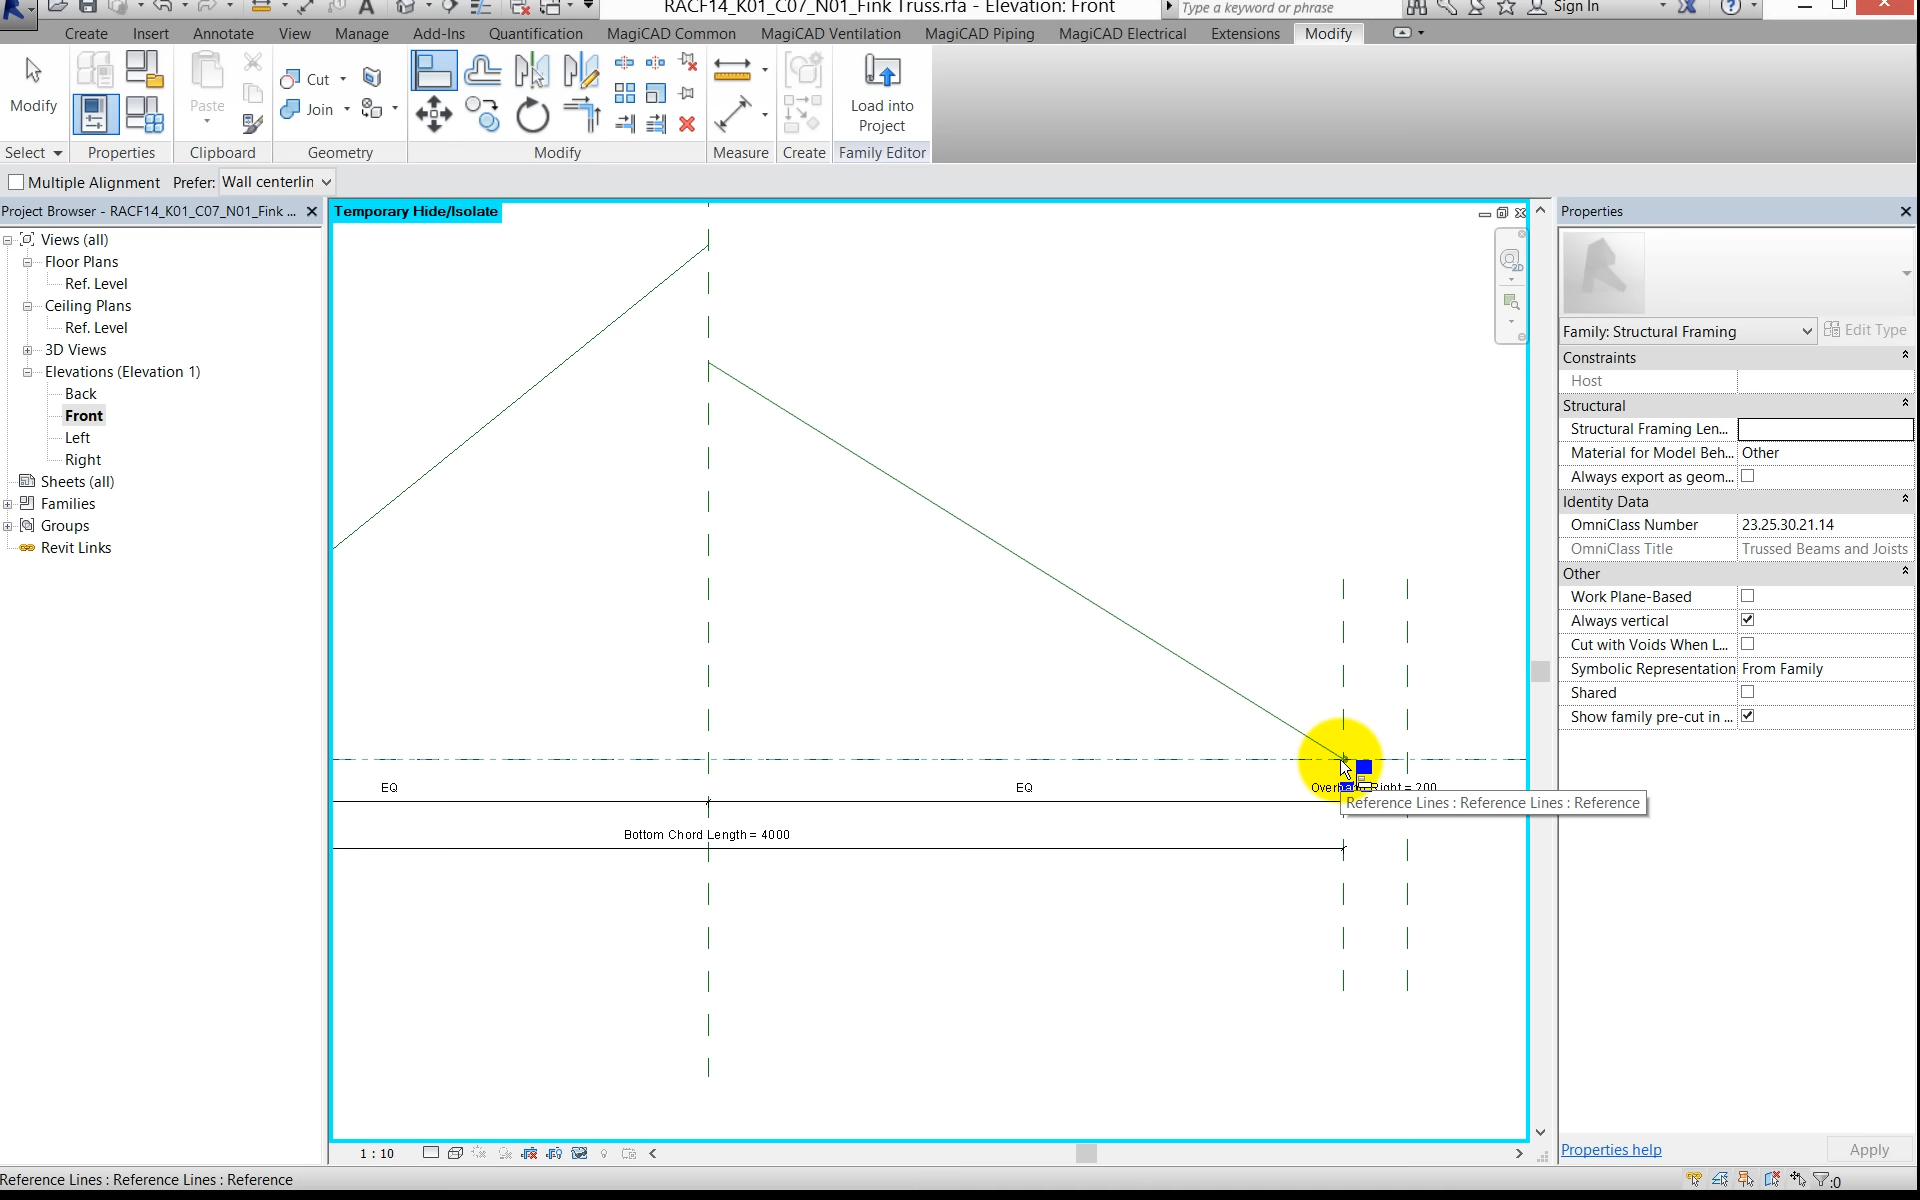 RACF14_K01_C07_N01_Fink Truss.rfa - Elevation: Front
Type a keyword or phrase
Sign In
Create Insert Annotate View Manage Add-Ins Quantification MagiCAD Common MagiCAD Ventilation MagiCAD Piping MagiCAD Electrical Extensions Modify
Modify
Paste
Cut
Join
Load into
Project
Select Properties Clipboard Geometry Modify Measure Create Family Editor
Multiple Alignment Prefer: Wall centerlin
Project Browser - RACF14_K01_C07_N01_Fink ...
Views (all)
Floor Plans
Ref. Level
Ceiling Plans
Ref. Level
3D Views
Elevations (Elevation 1)
Back
Front
Left
Right
Sheets (all)
Families
Groups
Revit Links
Temporary Hide/Isolate
2D
EQ
EQ
Right = 200
Reference Lines : Reference Lines : Reference
Bottom Chord Length = 4000
1 : 10
Properties
Family: Structural Framing
Edit Type
Constraints
Host
Structural
Structural Framing Len...
Material for Model Beh... Other
Always export as geom...
Identity Data
OmniClass Number 23.25.30.21.14
OmniClass Title Trussed Beams and Joists
Other
Work Plane-Based
Always vertical
Cut with Voids When L...
Symbolic Representation From Family
Shared
Show family pre-cut in ...
Properties help
Apply
Reference Lines : Reference Lines : Reference
:0